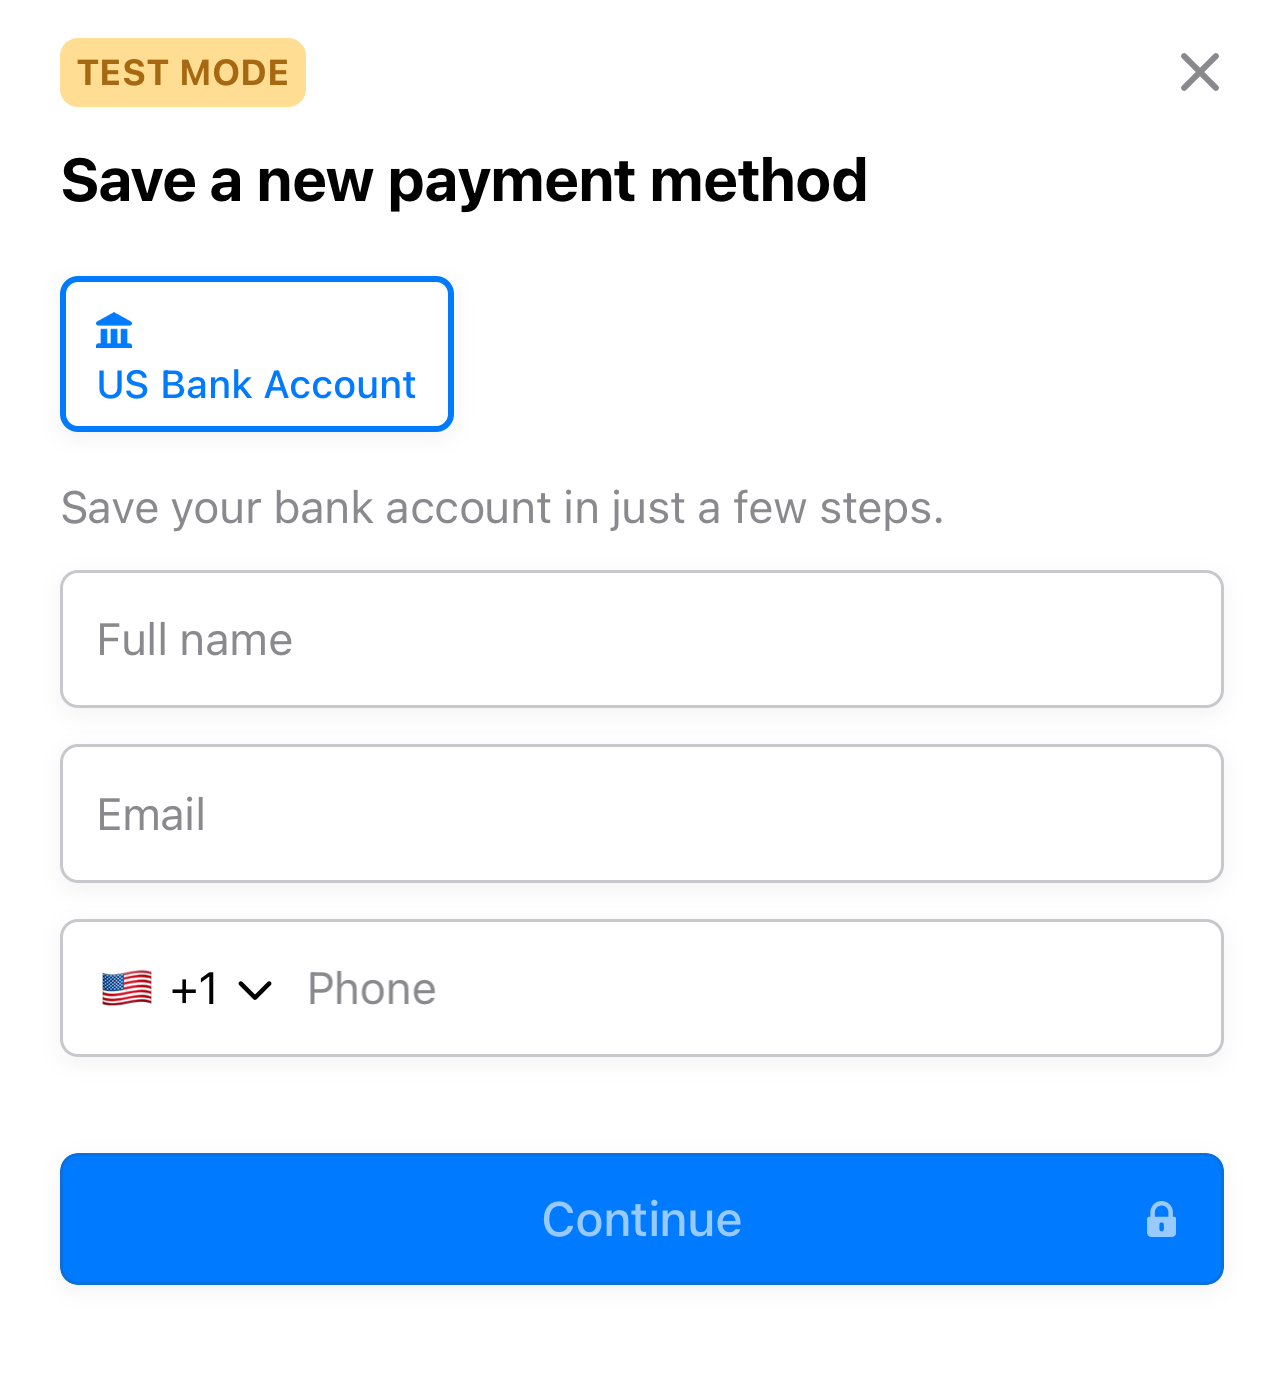 TEST MODE
Save a new payment method
US Bank Account
Save your bank account in just a few steps.
Full name
Email
+1 Phone
Continue